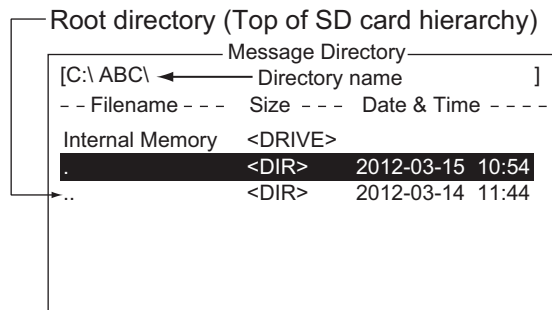 Root directory (Top of SD card hierarchy)
Message Directory
[C:\ ABC\ Directory name ]
- - Filename - - - Size - - - Date & Time - - - -
Internal Memory <DRIVE>
. <DIR> 2012-03-15 10:54
.. <DIR> 2012-03-14 11:44